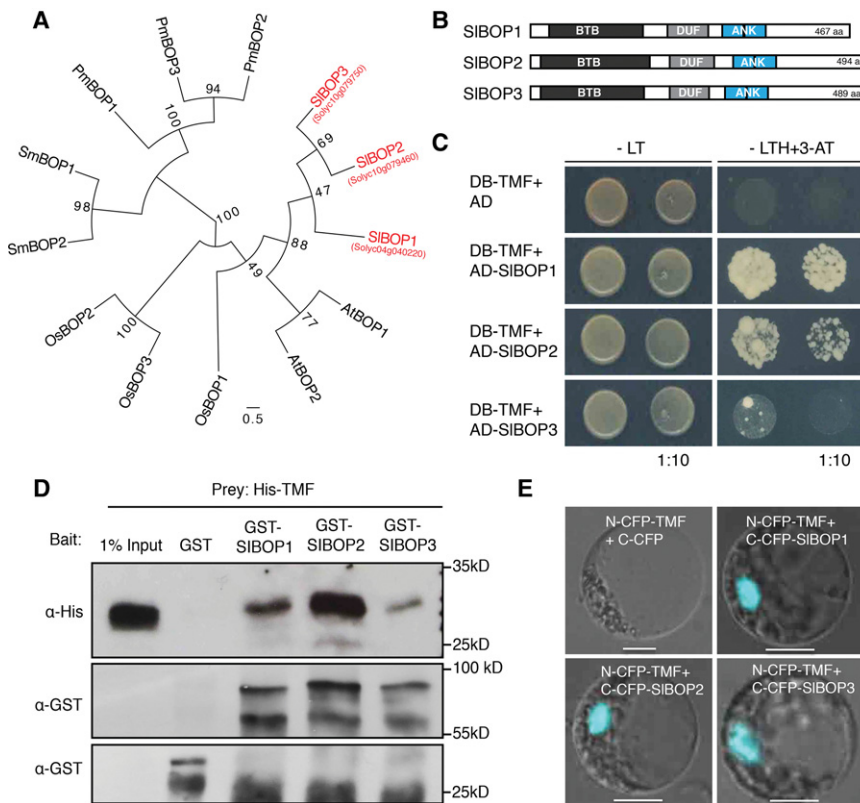 A
PmBOP1
PmBOP3
PmBOP2
94
100
SmBOP1
98
SmBOP2
100
OsBOP2
100
OsBOP3
OsBOP1
49
88
AtBOP2
77
AtBOP1
SlBOP3
(Solyc10g079750)
69
SlBOP2
(Solyc10g079460)
47
SlBOP1
(Solyc04g040220)
0.5
B
SlBOP1 BTB DUF ANK 467 aa
SlBOP2 BTB DUF ANK 494 a
SlBOP3 BTB DUF ANK 489 aa
C
- LT - LTH+3-AT
DB-TMF+
AD
DB-TMF+
AD-SlBOP1
DB-TMF+
AD-SlBOP2
DB-TMF+
AD-SlBOP3
1:10 1:10
D
Prey: His-TMF
Bait: 1% Input GST GST-SlBOP1 GST-SlBOP2 GST-SlBOP3
α-His
35kD
25kD
α-GST
100 kD
55kD
α-GST
25kD
E
N-CFP-TMF
+ C-CFP
N-CFP-TMF+
C-CFP-SlBOP1
N-CFP-TMF+
C-CFP-SlBOP2
N-CFP-TMF+
C-CFP-SlBOP3